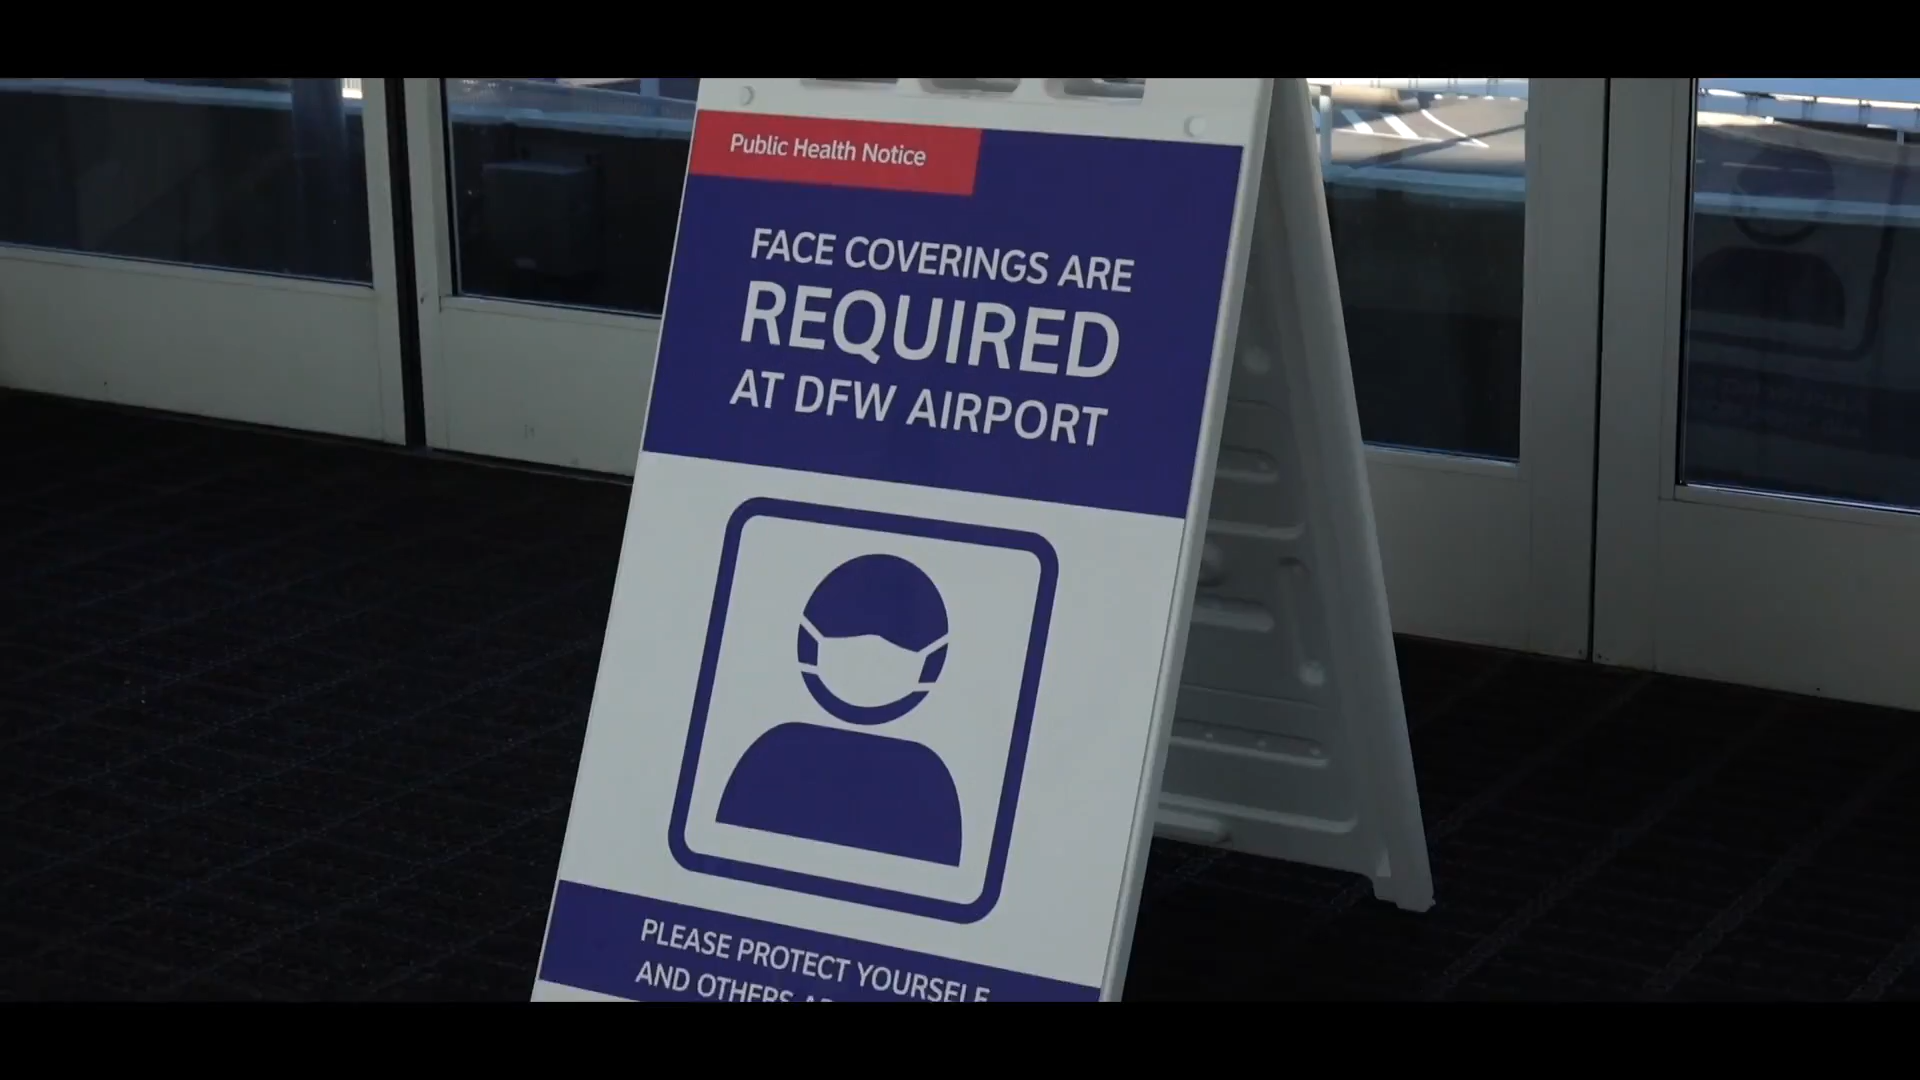 Public Health Notice
FACE COVERINGS ARE
REQUIRED
AT DFW AIRPORT
PLEASE PROTECT YOURSELF
AND OTHERS